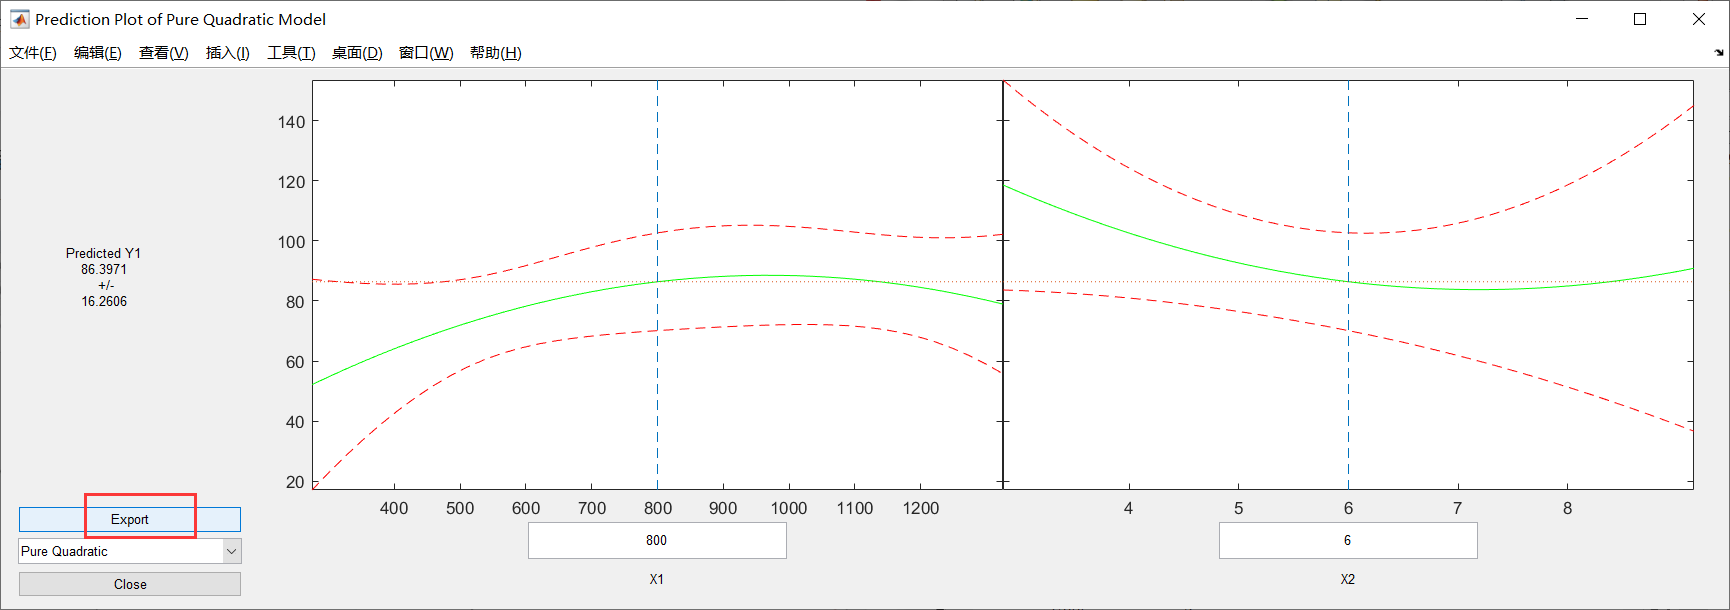 Prediction Plot of Pure Quadratic Model
文件(F) 编辑(E) 查看(V) 插入(I) 工具(T) 桌面(D) 窗口(W) 帮助(H)
Predicted Y1
86.3971
+/-
16.2606
140
120
100
80
60
40
20
400 500 600 700 800 900 1000 1100 1200
4 5 6 7 8
Export
Pure Quadratic
Close
800
6
X1
X2